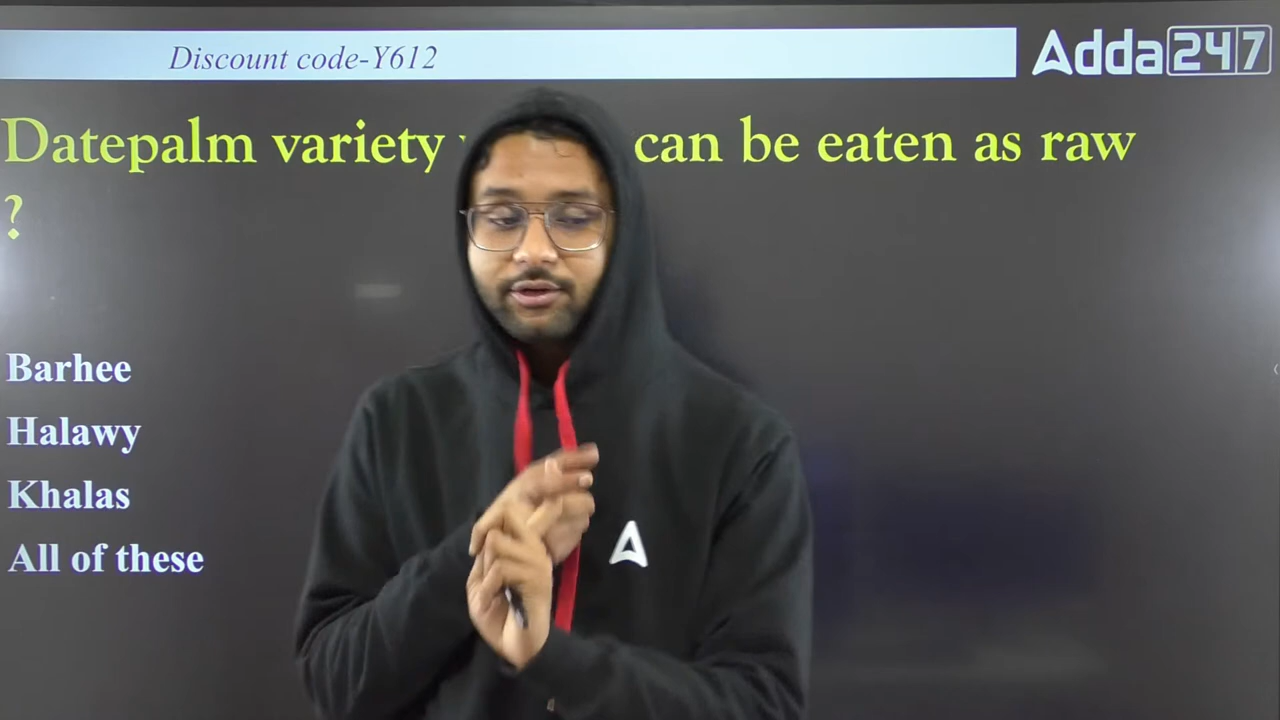 Discount code-Y612
Adda247
Datepalm variety can be eaten as raw
?
Barhee
Halawy
Khalas
All of these